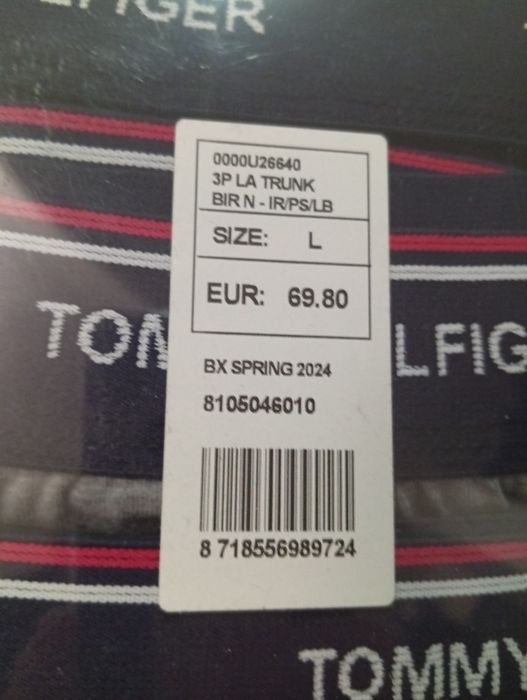 LFIGER
0000U26640
3P LA TRUNK
BIR N - IR/PS/LB
SIZE: L
EUR: 69.80
TOM LFIG
BX SPRING 2024
8105046010
8 718556989724
TOMMY